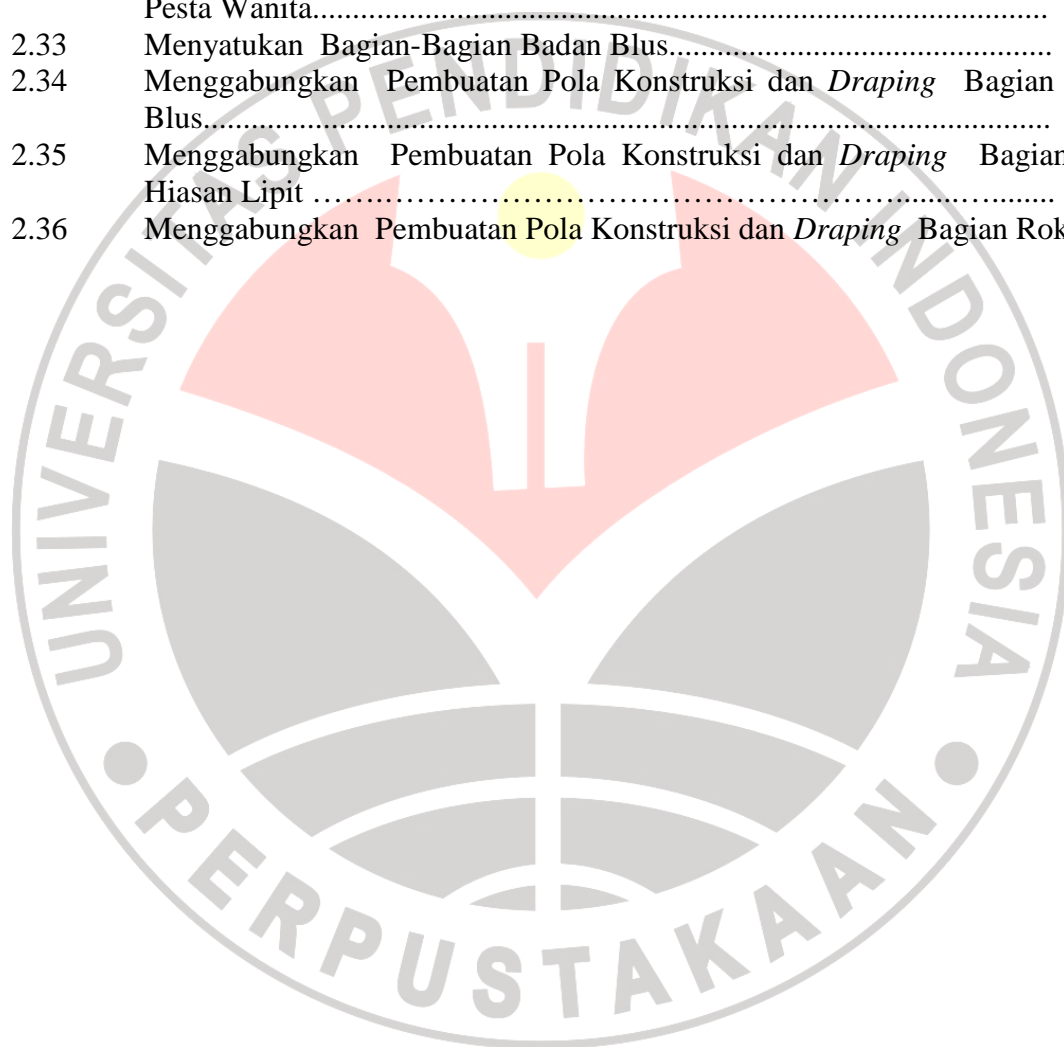 Pesta Wanita............................................................................................
2.33 Menyatukan Bagian-Bagian Badan Blus................................................
2.34 Menggabungkan Pembuatan Pola Konstruksi dan Draping Bagian
Blus..........................................................................................................
2.35 Menggabungkan Pembuatan Pola Konstruksi dan Draping Bagian
Hiasan Lipit …….………………………………………….........…........
2.36 Menggabungkan Pembuatan Pola Konstruksi dan Draping Bagian Rok
UNIVERSITAS PENDIDIKAN INDONESIA
PERPUSTAKAAN